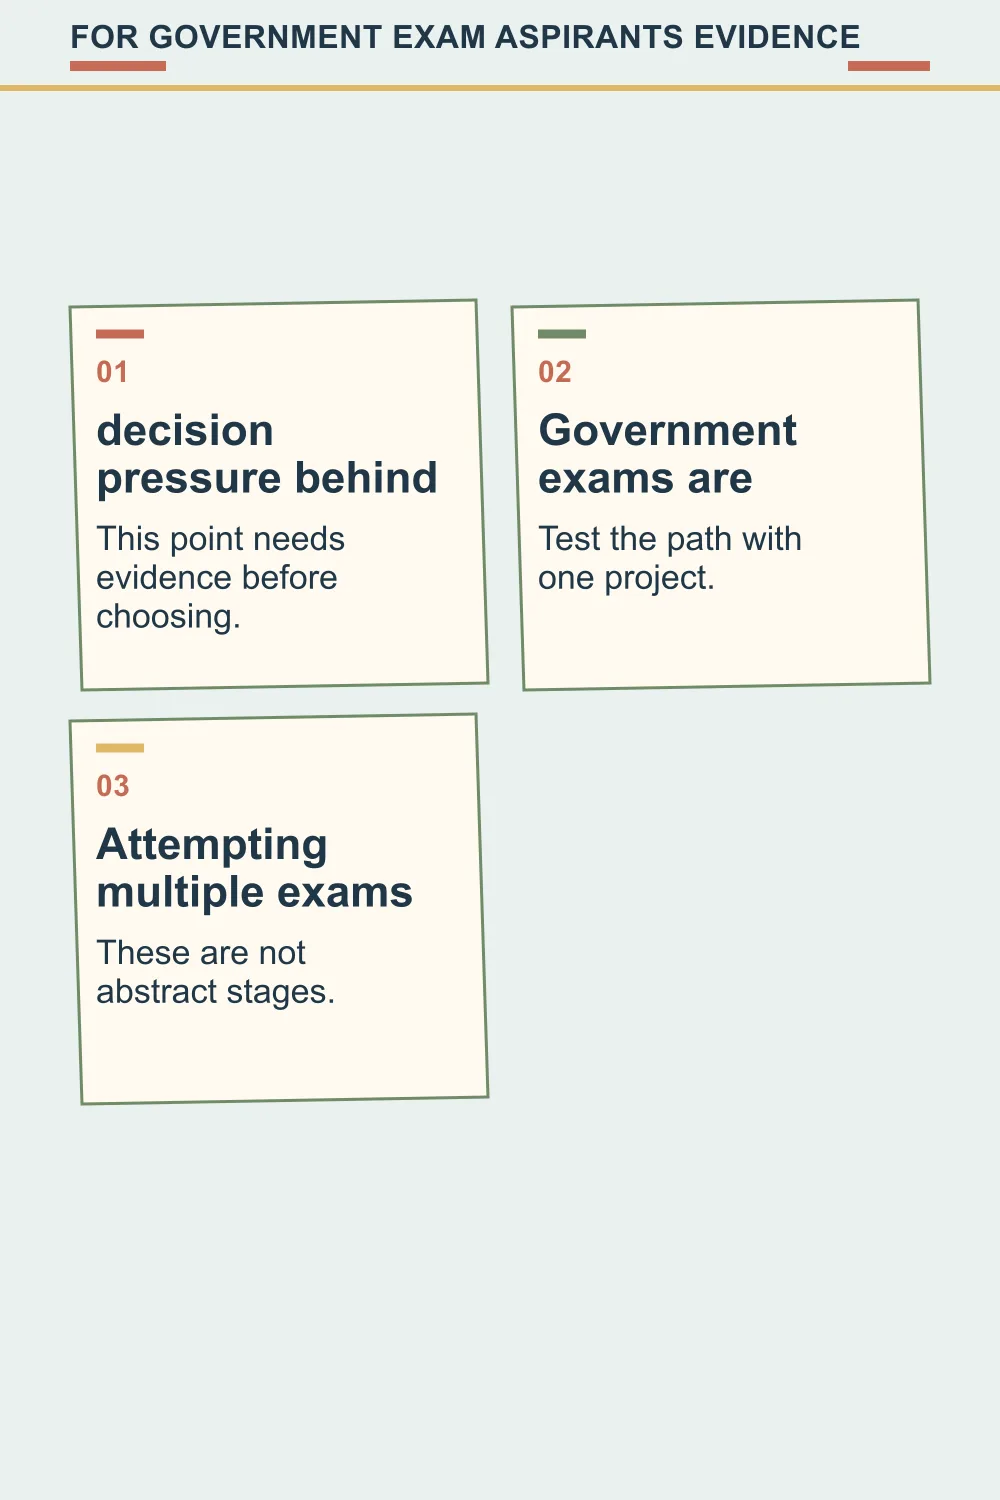 FOR GOVERNMENT EXAM ASPIRANTS EVIDENCE
01
decision
pressure behind
This point needs
evidence before
choosing.
02
Government
exams are
Test the path with
one project.
03
Attempting
multiple exams
These are not
abstract stages.